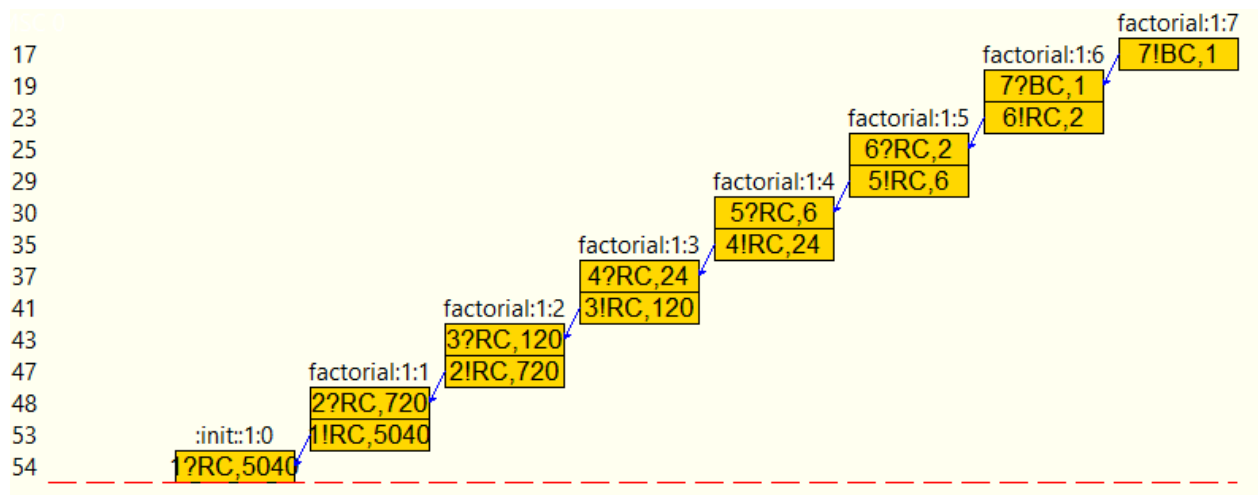 factorial:1:7
17 factorial:1:6 7!BC,1
19 7?BC,1
23 factorial:1:5 6!RC,2
25 6?RC,2
29 factorial:1:4 5!RC,6
30 5?RC,6
35 factorial:1:3 4!RC,24
37 4?RC,24
41 factorial:1:2 3!RC,120
43 3?RC,120
47 factorial:1:1 2!RC,720
48 2?RC,720
53 :init::1:0 1!RC,5040
54 1?RC,5040